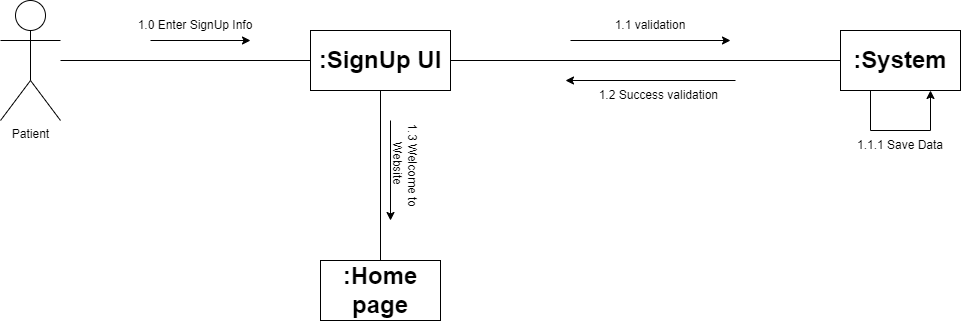 1.0 Enter SignUp Info
1.1 validation
:SignUp UI
:System
1.2 Success validation
Patient
1.3 Welcome to
Website
1.1.1 Save Data
:Home
page